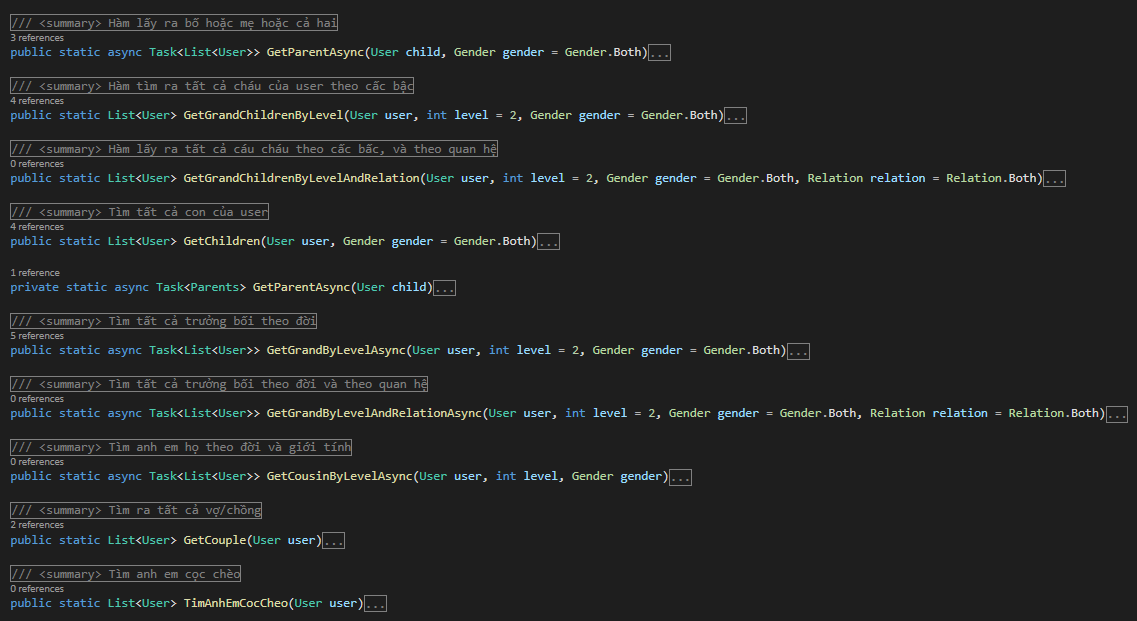 /// <summary> Hàm lấy ra bố hoặc mẹ hoặc cả hai
3 references
public static async Task<List<User>> GetParentAsync(User child, Gender gender = Gender.Both)...
/// <summary> Hàm tìm ra tất cả cháu của user theo cấc bậc
4 references
public static List<User> GetGrandChildrenByLevel(User user, int level = 2, Gender gender = Gender.Both)...
/// <summary> Hàm lấy ra tất cả cáu cháu theo cấc bấc, và theo quan hệ
0 references
public static List<User> GetGrandChildrenByLevelAndRelation(User user, int level = 2, Gender gender = Gender.Both, Relation relation = Relation.Both)...
/// <summary> Tìm tất cả con của user
4 references
public static List<User> GetChildren(User user, Gender gender = Gender.Both)...
1 reference
private static async Task<Parents> GetParentAsync(User child)...
/// <summary> Tìm tất cả trưởng bối theo đời
5 references
public static async Task<List<User>> GetGrandByLevelAsync(User user, int level = 2, Gender gender = Gender.Both)...
/// <summary> Tìm tất cả trưởng bối theo đời và theo quan hệ
0 references
public static async Task<List<User>> GetGrandByLevelAndRelationAsync(User user, int level = 2, Gender gender = Gender.Both, Relation relation = Relation.Both)...
/// <summary> Tìm anh em họ theo đời và giới tính
0 references
public static async Task<List<User>> GetCousinByLevelAsync(User user, int level, Gender gender)...
/// <summary> Tìm ra tất cả vợ/chồng
2 references
public static List<User> GetCouple(User user)...
/// <summary> Tìm anh em cọc chèo
0 references
public static List<User> TimAnhEmCocCheo(User user)...